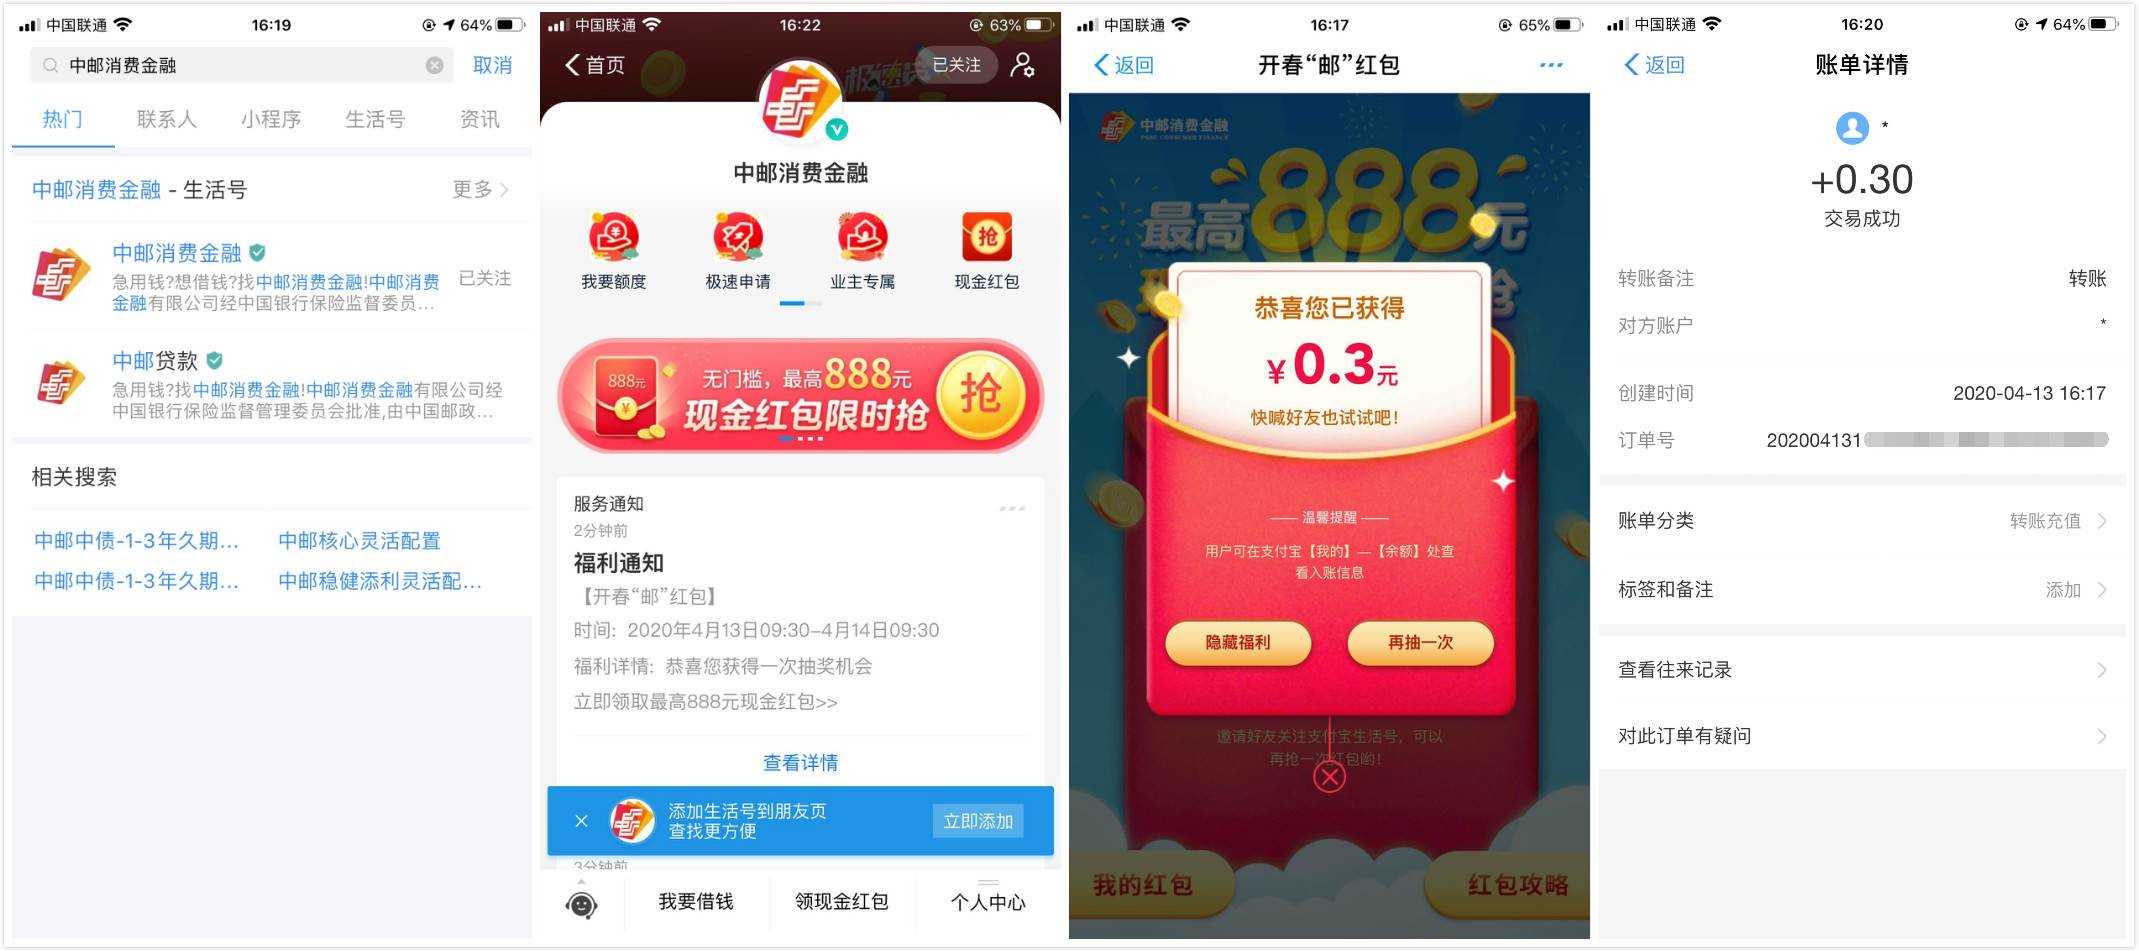 中国联通
16:19
64%
中邮消费金融
取消
热门
联系人
小程序
生活号
资讯
中邮消费金融 - 生活号
更多
中邮消费金融
急用钱?想借钱?找中邮消费金融!中邮消费
金融有限公司经中国银行保险监督委员...
已关注
中邮贷款
急用钱?找中邮消费金融!中邮消费金融有限公司经
中国银行保险监督管理委员会批准,由中国邮政...
相关搜索
中邮中债-1-3年久期...
中邮核心灵活配置
中邮中债-1-3年久期...
中邮稳健添利灵活配...
中国联通
16:22
63%
首页
已关注
中邮消费金融
我要额度
极速申请
业主专属
抢
现金红包
888元
无门槛，最高888元
现金红包限时抢
抢
服务通知
2分钟前
福利通知
【开春“邮”红包】
时间：2020年4月13日09:30-4月14日09:30
福利详情：恭喜您获得一次抽奖机会
立即领取最高888元现金红包>>
查看详情
添加生活号到朋友页
查找更方便
立即添加
3分钟前
我要借钱
领现金红包
个人中心
中国联通
16:17
65%
返回
开春“邮”红包
中邮消费金融
最高888元
恭喜您已获得
¥0.3元
快喊好友也试试吧！
温馨提醒
用户可在支付宝【我的】—【余额】处查
看入账信息
隐藏福利
再抽一次
邀请好友关注支付宝生活号，可以
再抢一次红包哟！
我的红包
红包攻略
中国联通
16:20
64%
返回
账单详情
*
+0.30
交易成功
转账备注
转账
对方账户
*
创建时间
2020-04-13 16:17
订单号
202004131
账单分类
转账充值
标签和备注
添加
查看往来记录
对此订单有疑问